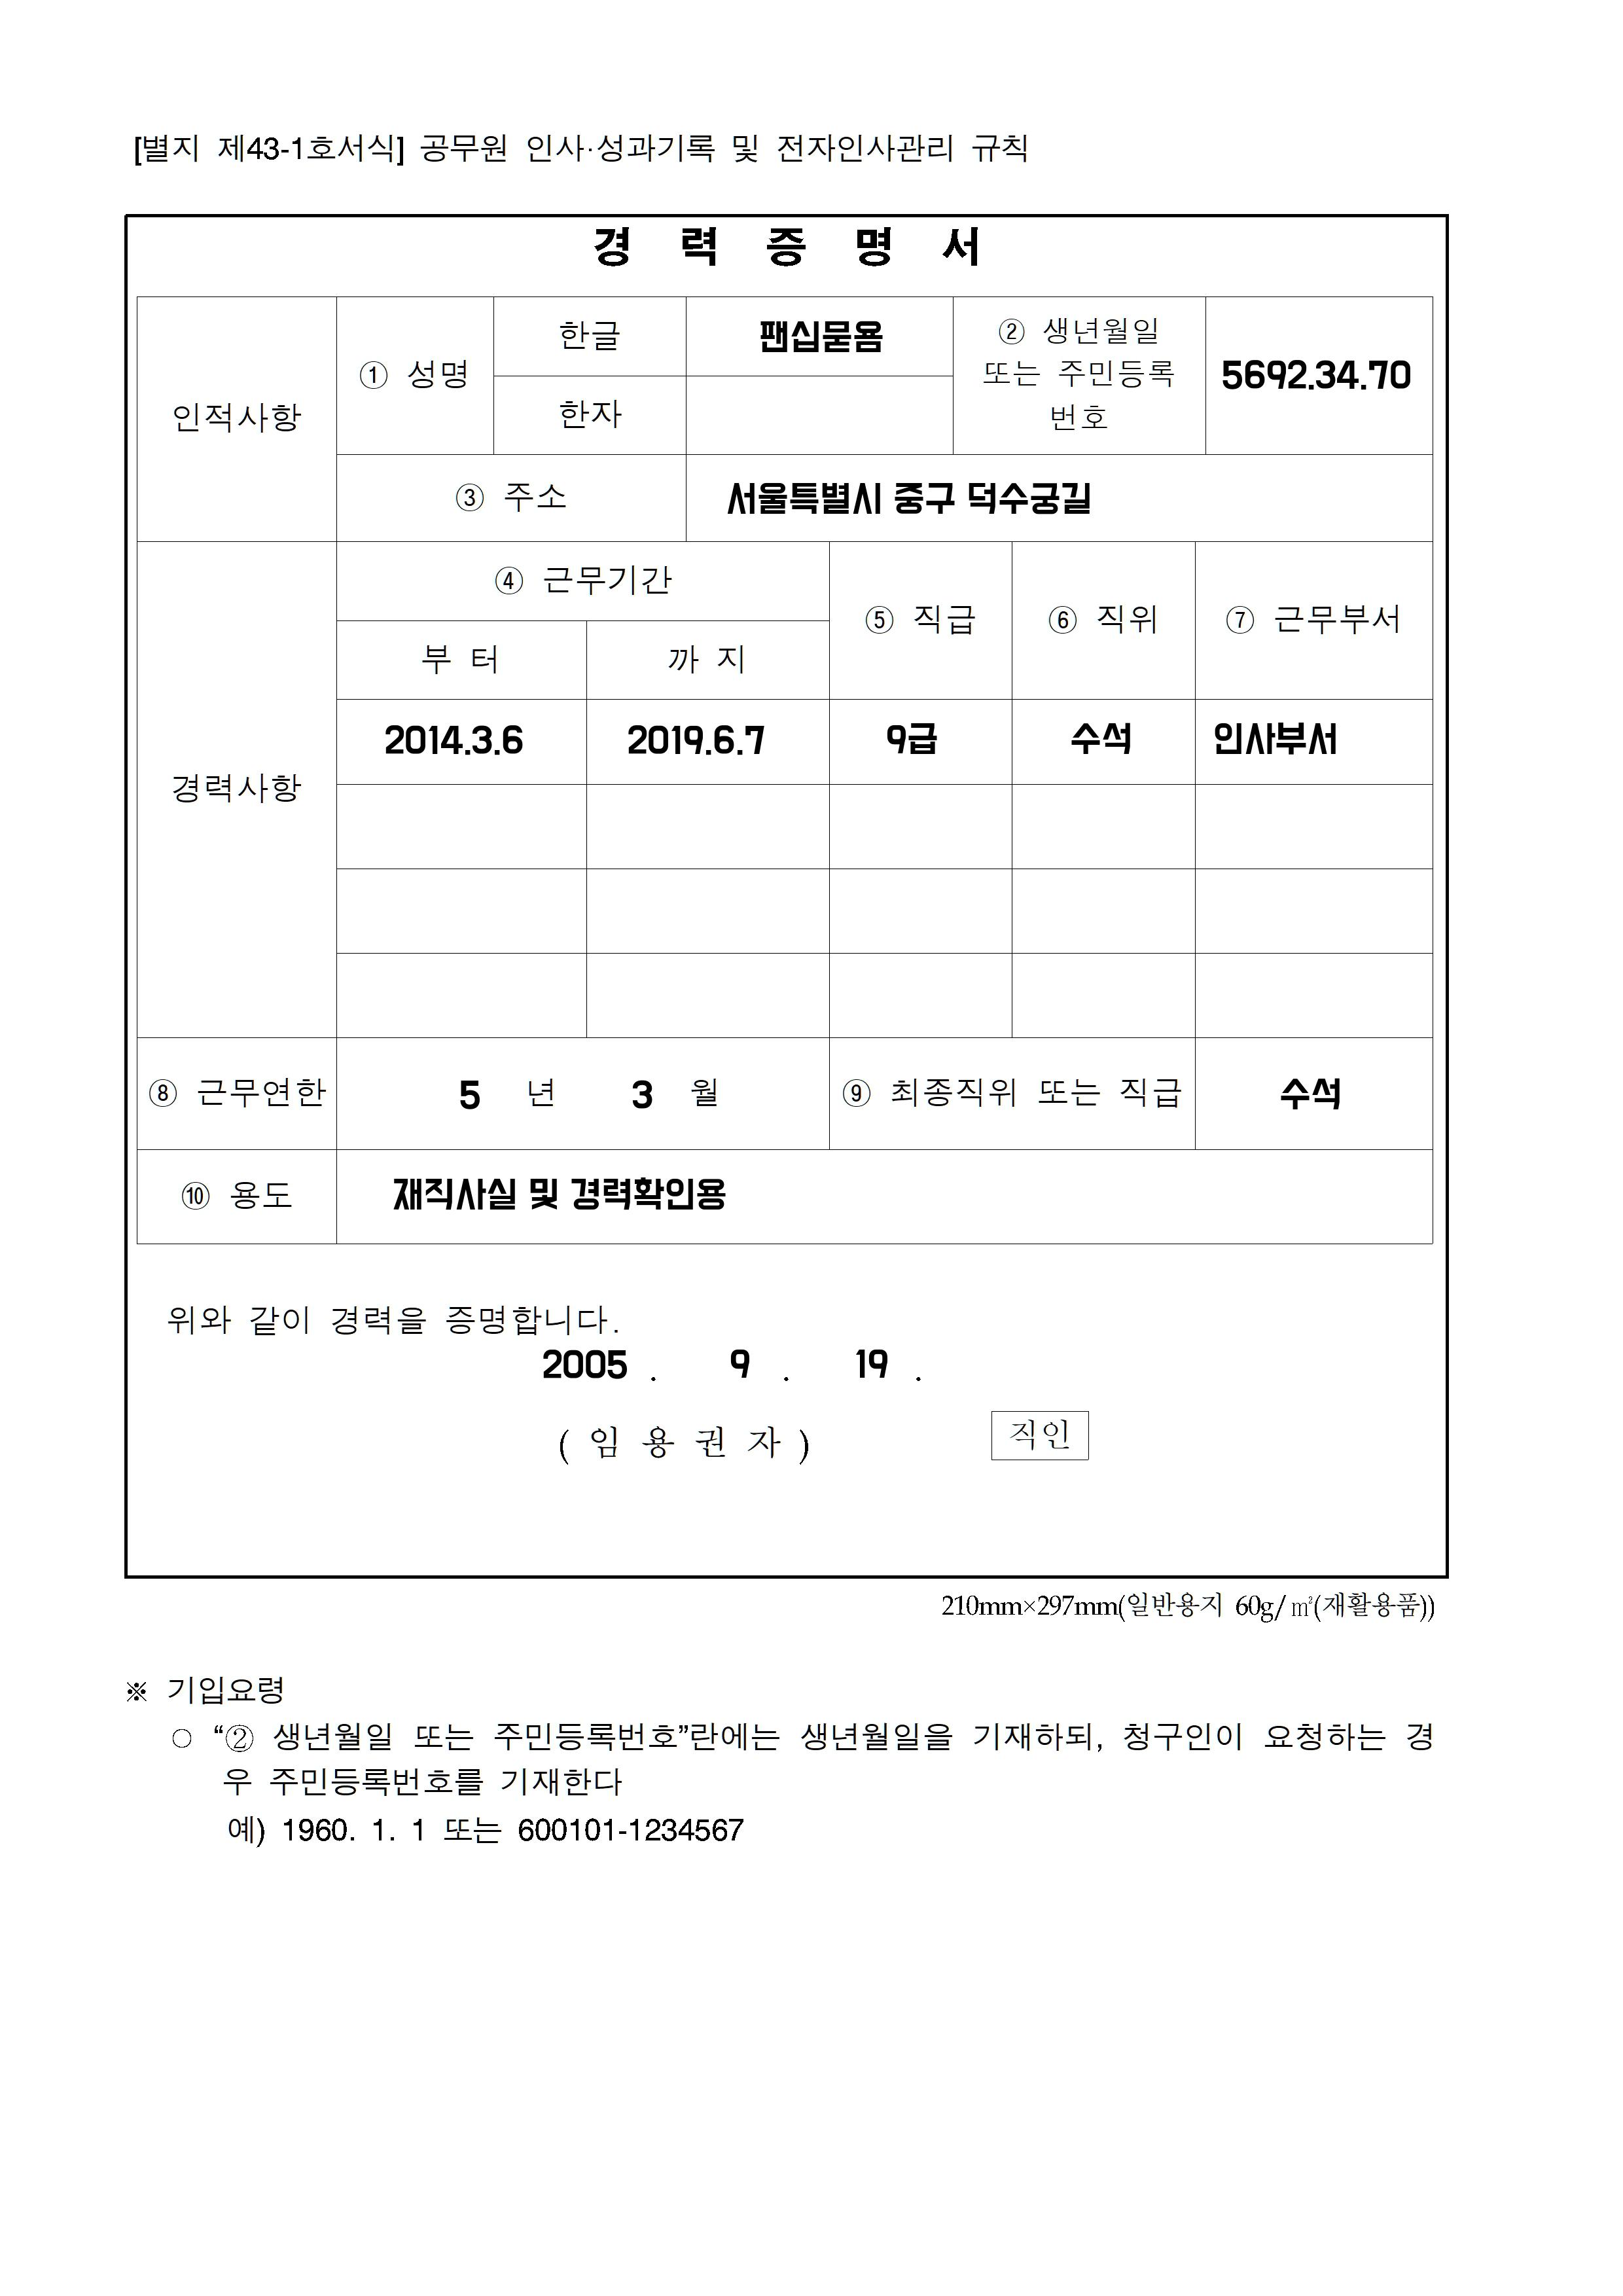 [별지 제43-1호서식] 공무원 인사·성과기록 및 전자인사관리 규칙
경 력 증 명 서
인적사항
① 성명
한글
팬십묻용
② 생년월일
또는 주민등록
번호
5692.34.70
한자
③ 주소
서울특별시 중구 덕수궁길
경력사항
④ 근무기간
⑤ 직급
⑥ 직위
⑦ 근무부서
부 터
까 지
2014.3.6
2019.6.7
9급
수석
인사부서
⑧ 근무연한
5 년 3 월
⑨ 최종직위 또는 직급
수석
⑩ 용도
재직사실 및 경력확인용
위와 같이 경력을 증명합니다.
2005 . 9 . 19 .
( 임 용 권 자 )
직인
210mm×297mm(일반용지 60g/㎡(재활용품))
※ 기입요령
○ “② 생년월일 또는 주민등록번호”란에는 생년월일을 기재하되, 청구인이 요청하는 경
우 주민등록번호를 기재한다
예) 1960. 1. 1 또는 600101-1234567